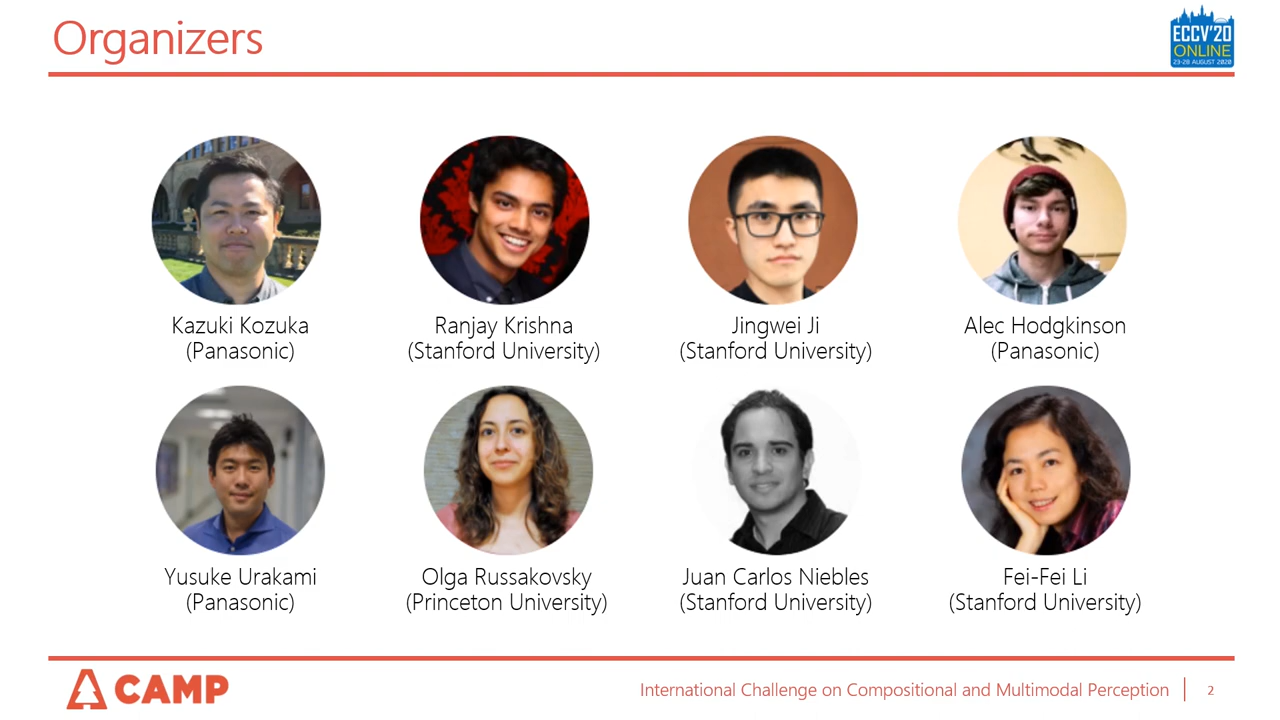 Organizers
ECCV'20
ONLINE
23-28 AUGUST 2020
Kazuki Kozuka
(Panasonic)
Ranjay Krishna
(Stanford University)
Jingwei Ji
(Stanford University)
Alec Hodgkinson
(Panasonic)
Yusuke Urakami
(Panasonic)
Olga Russakovsky
(Princeton University)
Juan Carlos Niebles
(Stanford University)
Fei-Fei Li
(Stanford University)
CAMP
International Challenge on Compositional and Multimodal Perception
2